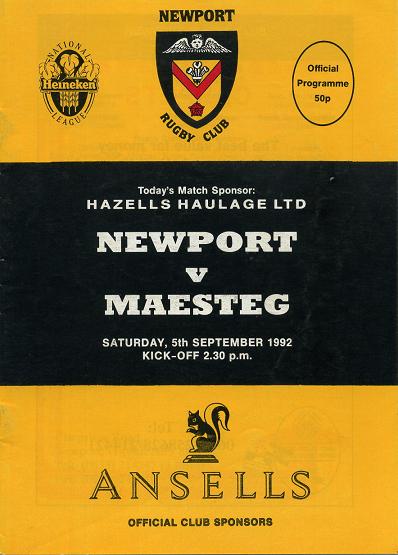 NEWPORT
RUGBY CLUB
NATIONAL
Heineken
LEAGUE
Official
Programme
50p
Today's Match Sponsor:
HAZELLS HAULAGE LTD
NEWPORT
v
MAESTEG
SATURDAY, 5th SEPTEMBER 1992
KICK-OFF 2.30 p.m.
ANSELLS
OFFICIAL CLUB SPONSORS